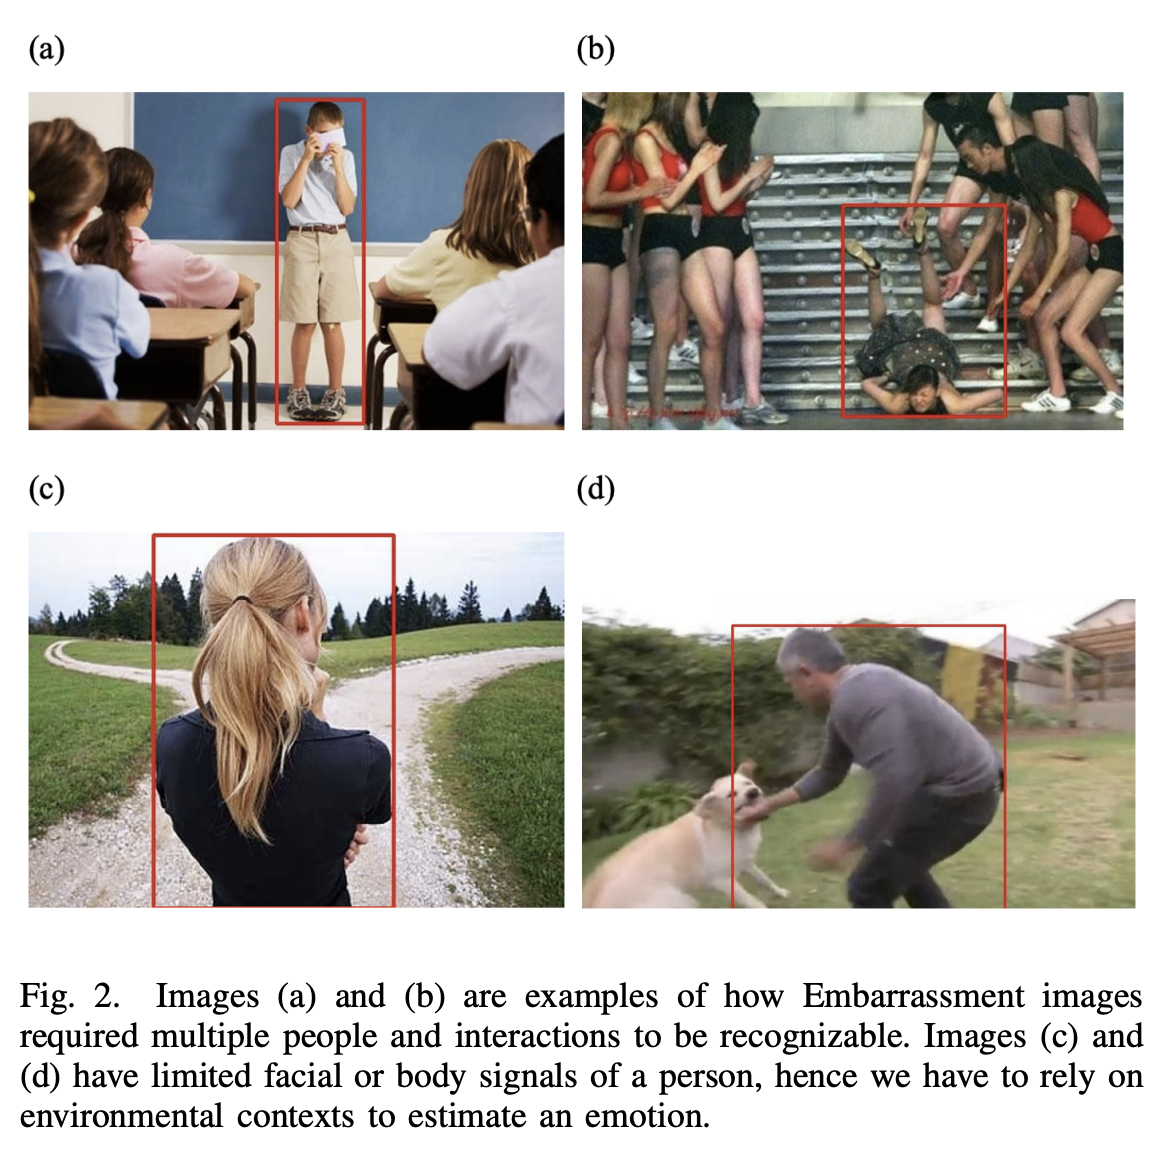 (a)
(b)
(c)
(d)
Fig. 2. Images (a) and (b) are examples of how Embarrassment images
required multiple people and interactions to be recognizable. Images (c) and
(d) have limited facial or body signals of a person, hence we have to rely on
environmental contexts to estimate an emotion.